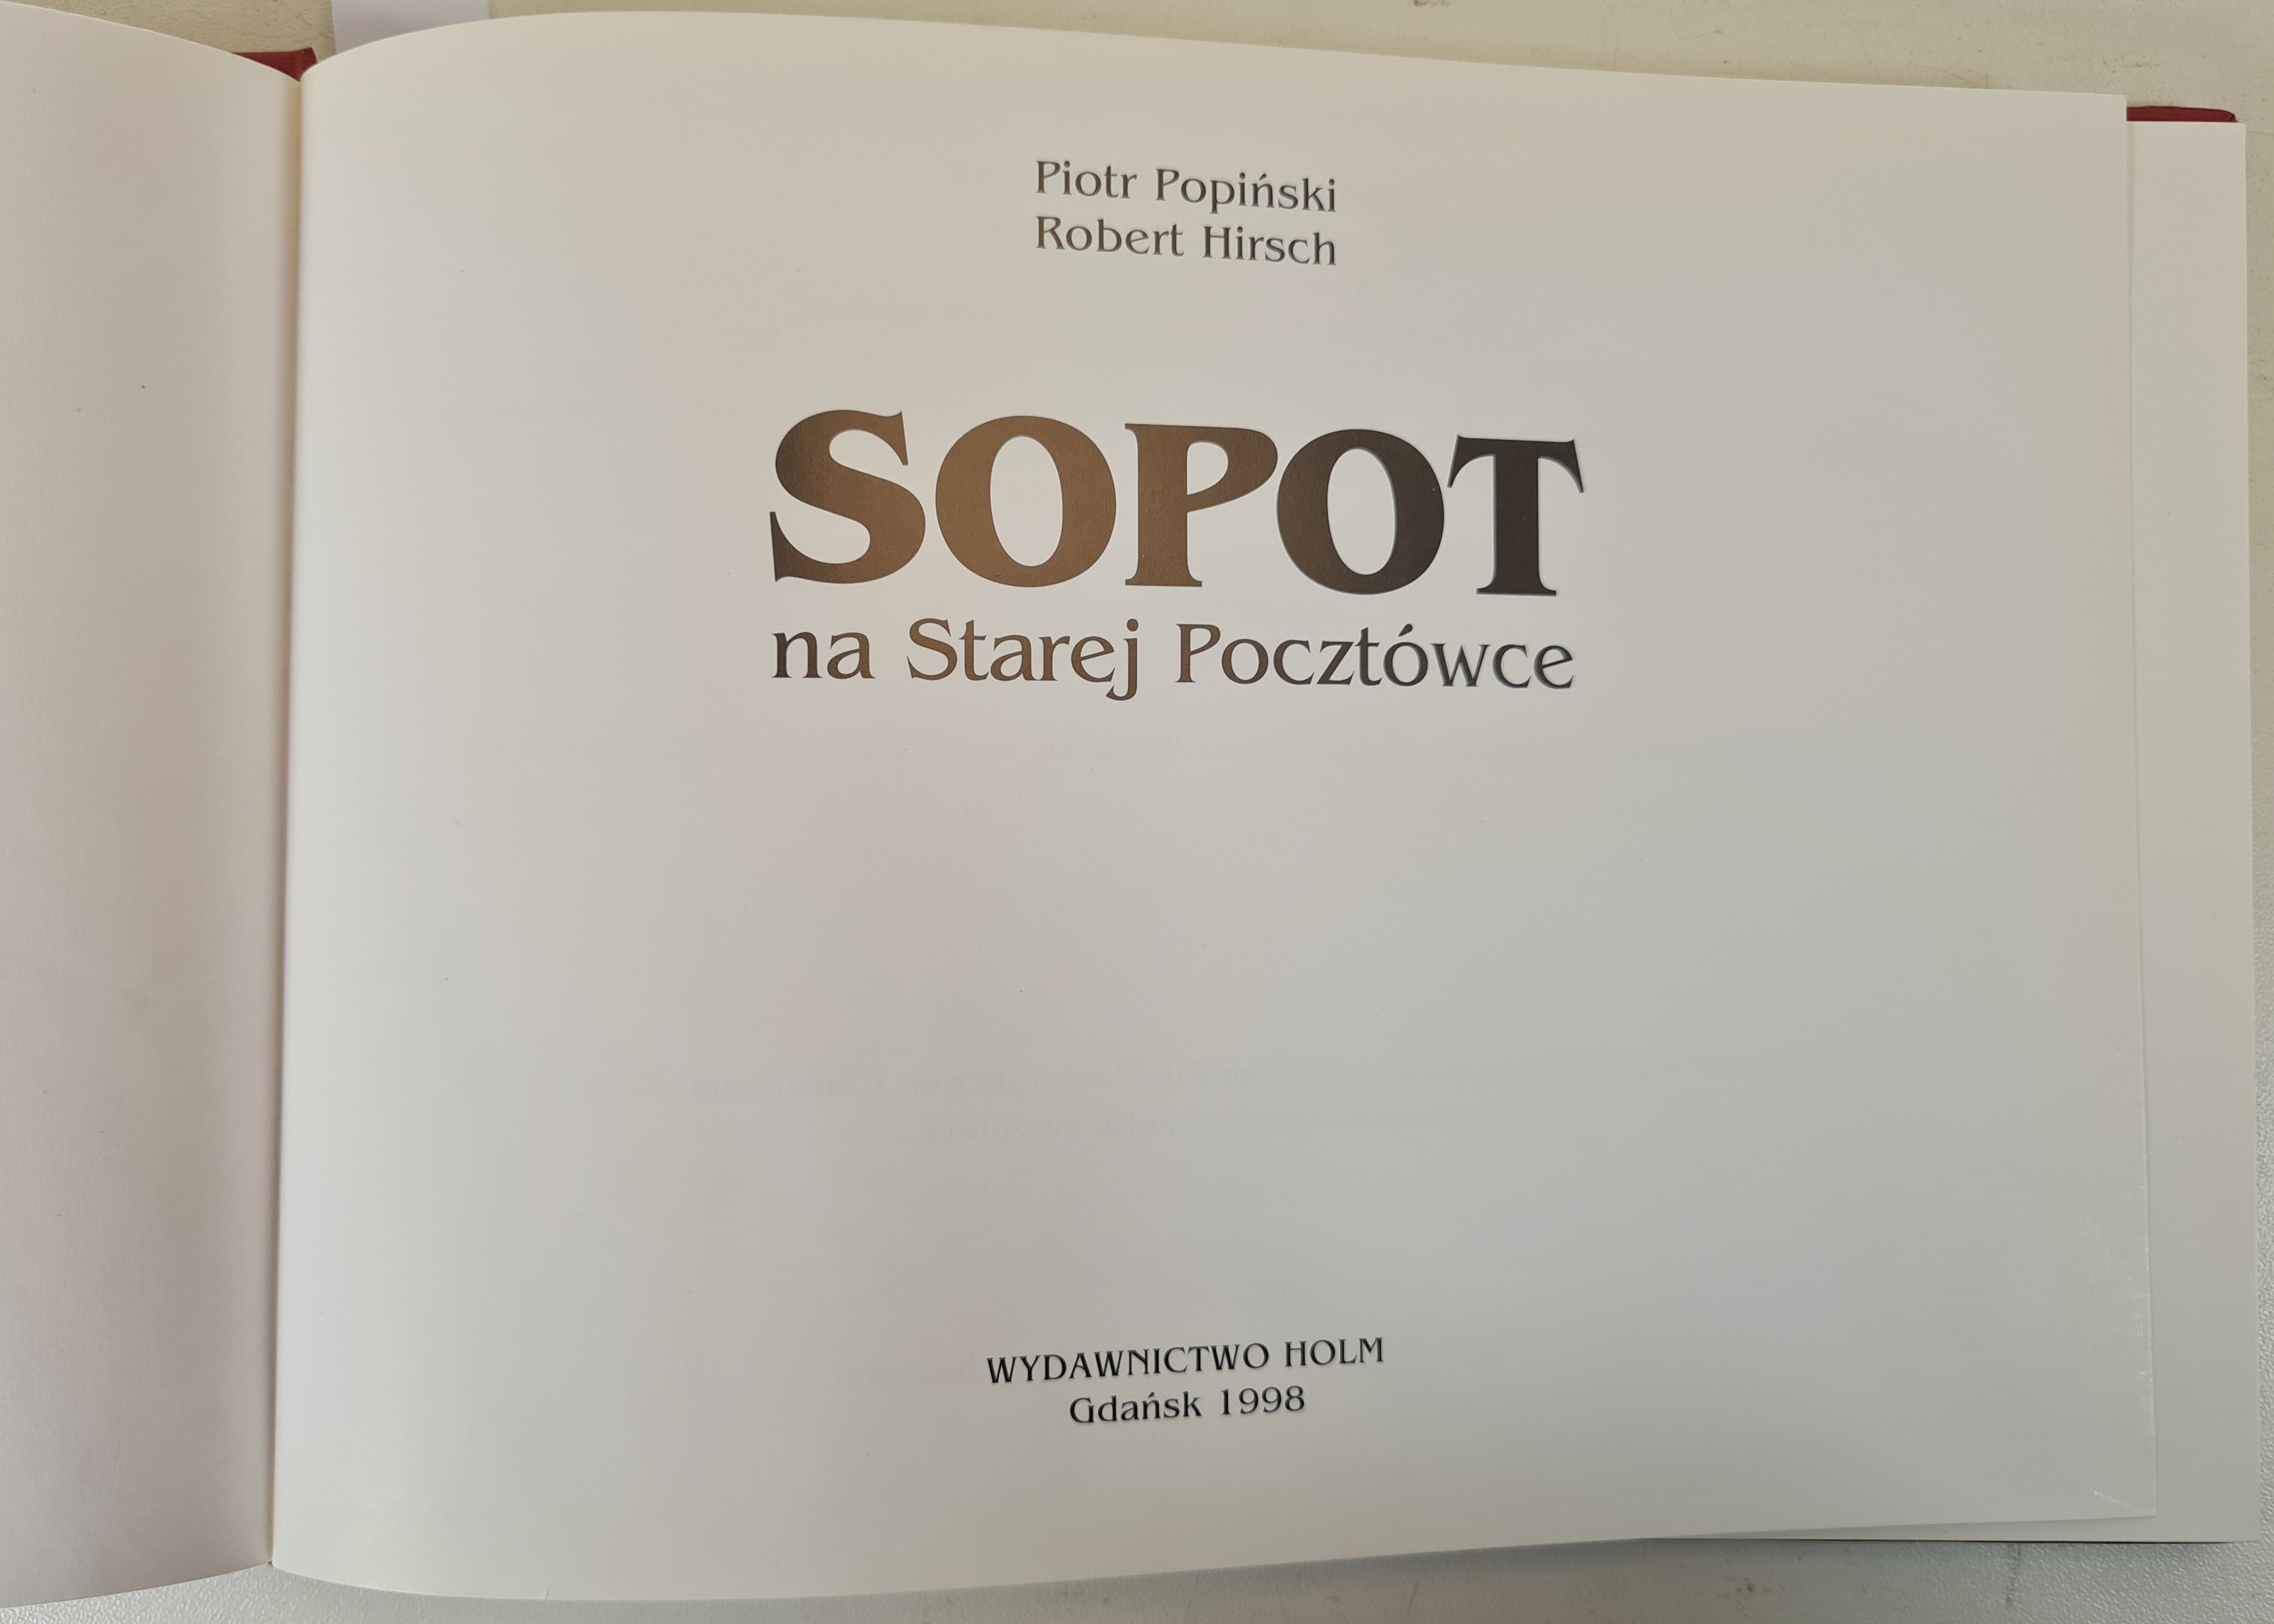 Piotr Popiński
Robert Hirsch
SOPOT
na Starej Pocztówce
WYDAWNICTWO HOLM
Gdańsk 1998